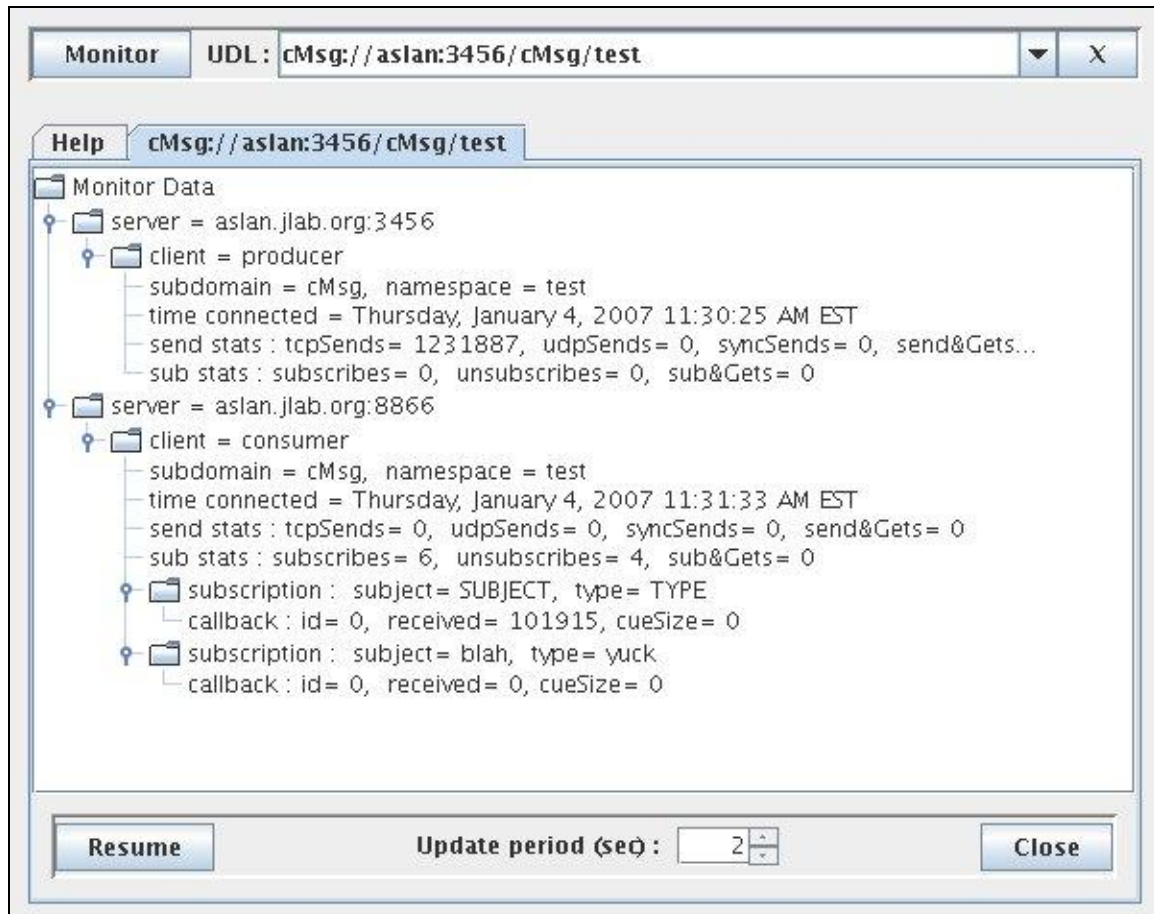 Monitor UDL : cMsg://aslan:3456/cMsg/test X
Help cMsg://aslan:3456/cMsg/test
Monitor Data
server = aslan.jlab.org:3456
client = producer
subdomain = cMsg, namespace = test
time connected = Thursday, January 4, 2007 11:30:25 AM EST
send stats : tcpSends= 1231887, udpSends= 0, syncSends= 0, send&Gets...
sub stats : subscribes= 0, unsubscribes= 0, sub&Gets= 0
server = aslan.jlab.org:8866
client = consumer
subdomain = cMsg, namespace = test
time connected = Thursday, January 4, 2007 11:31:33 AM EST
send stats : tcpSends= 0, udpSends= 0, syncSends= 0, send&Gets= 0
sub stats : subscribes= 6, unsubscribes= 4, sub&Gets= 0
subscription : subject= SUBJECT, type= TYPE
callback : id= 0, received= 101915, cueSize= 0
subscription : subject= blah, type= yuck
callback : id= 0, received= 0, cueSize= 0
Resume Update period (sec) : 2 Close